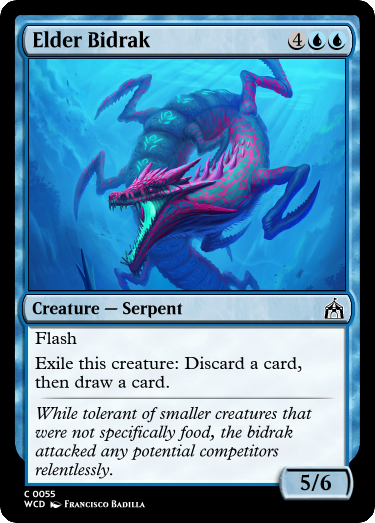 Elder Bidrak
4
Creature — Serpent
Flash
Exile this creature: Discard a card,
then draw a card.
While tolerant of smaller creatures that
were not specifically food, the bidrak
attacked any potential competitors
relentlessly.
5/6
C 0055
WCD Francisco Badilla